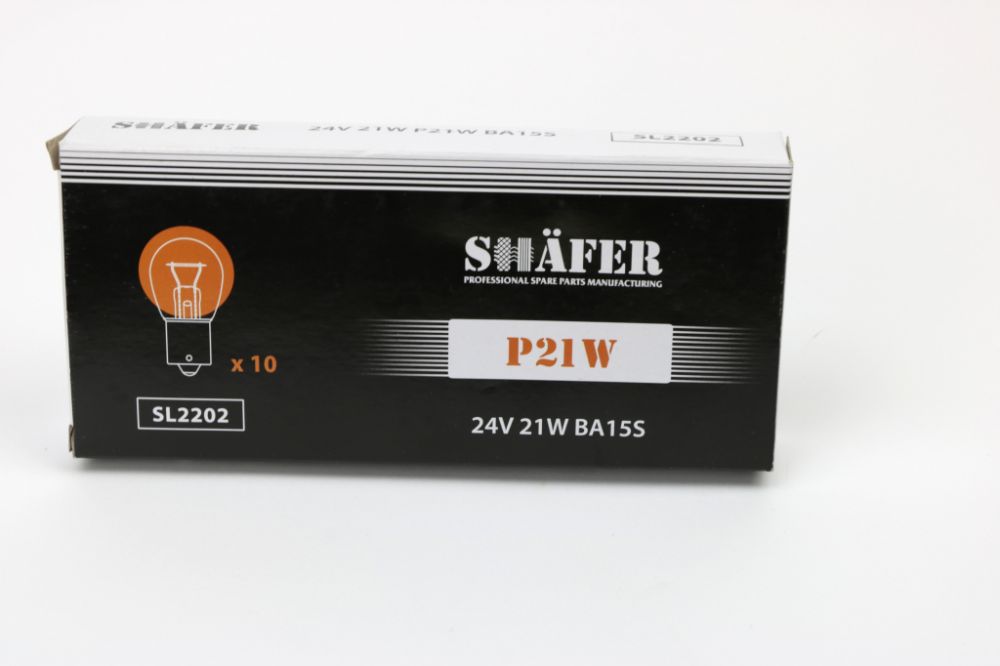 SHÄFER 24V 21W P21W BA15S SL2202
SHÄFER
PROFESSIONAL SPARE PARTS MANUFACTURING
P21W
x 10
SL2202
24V 21W BA15S